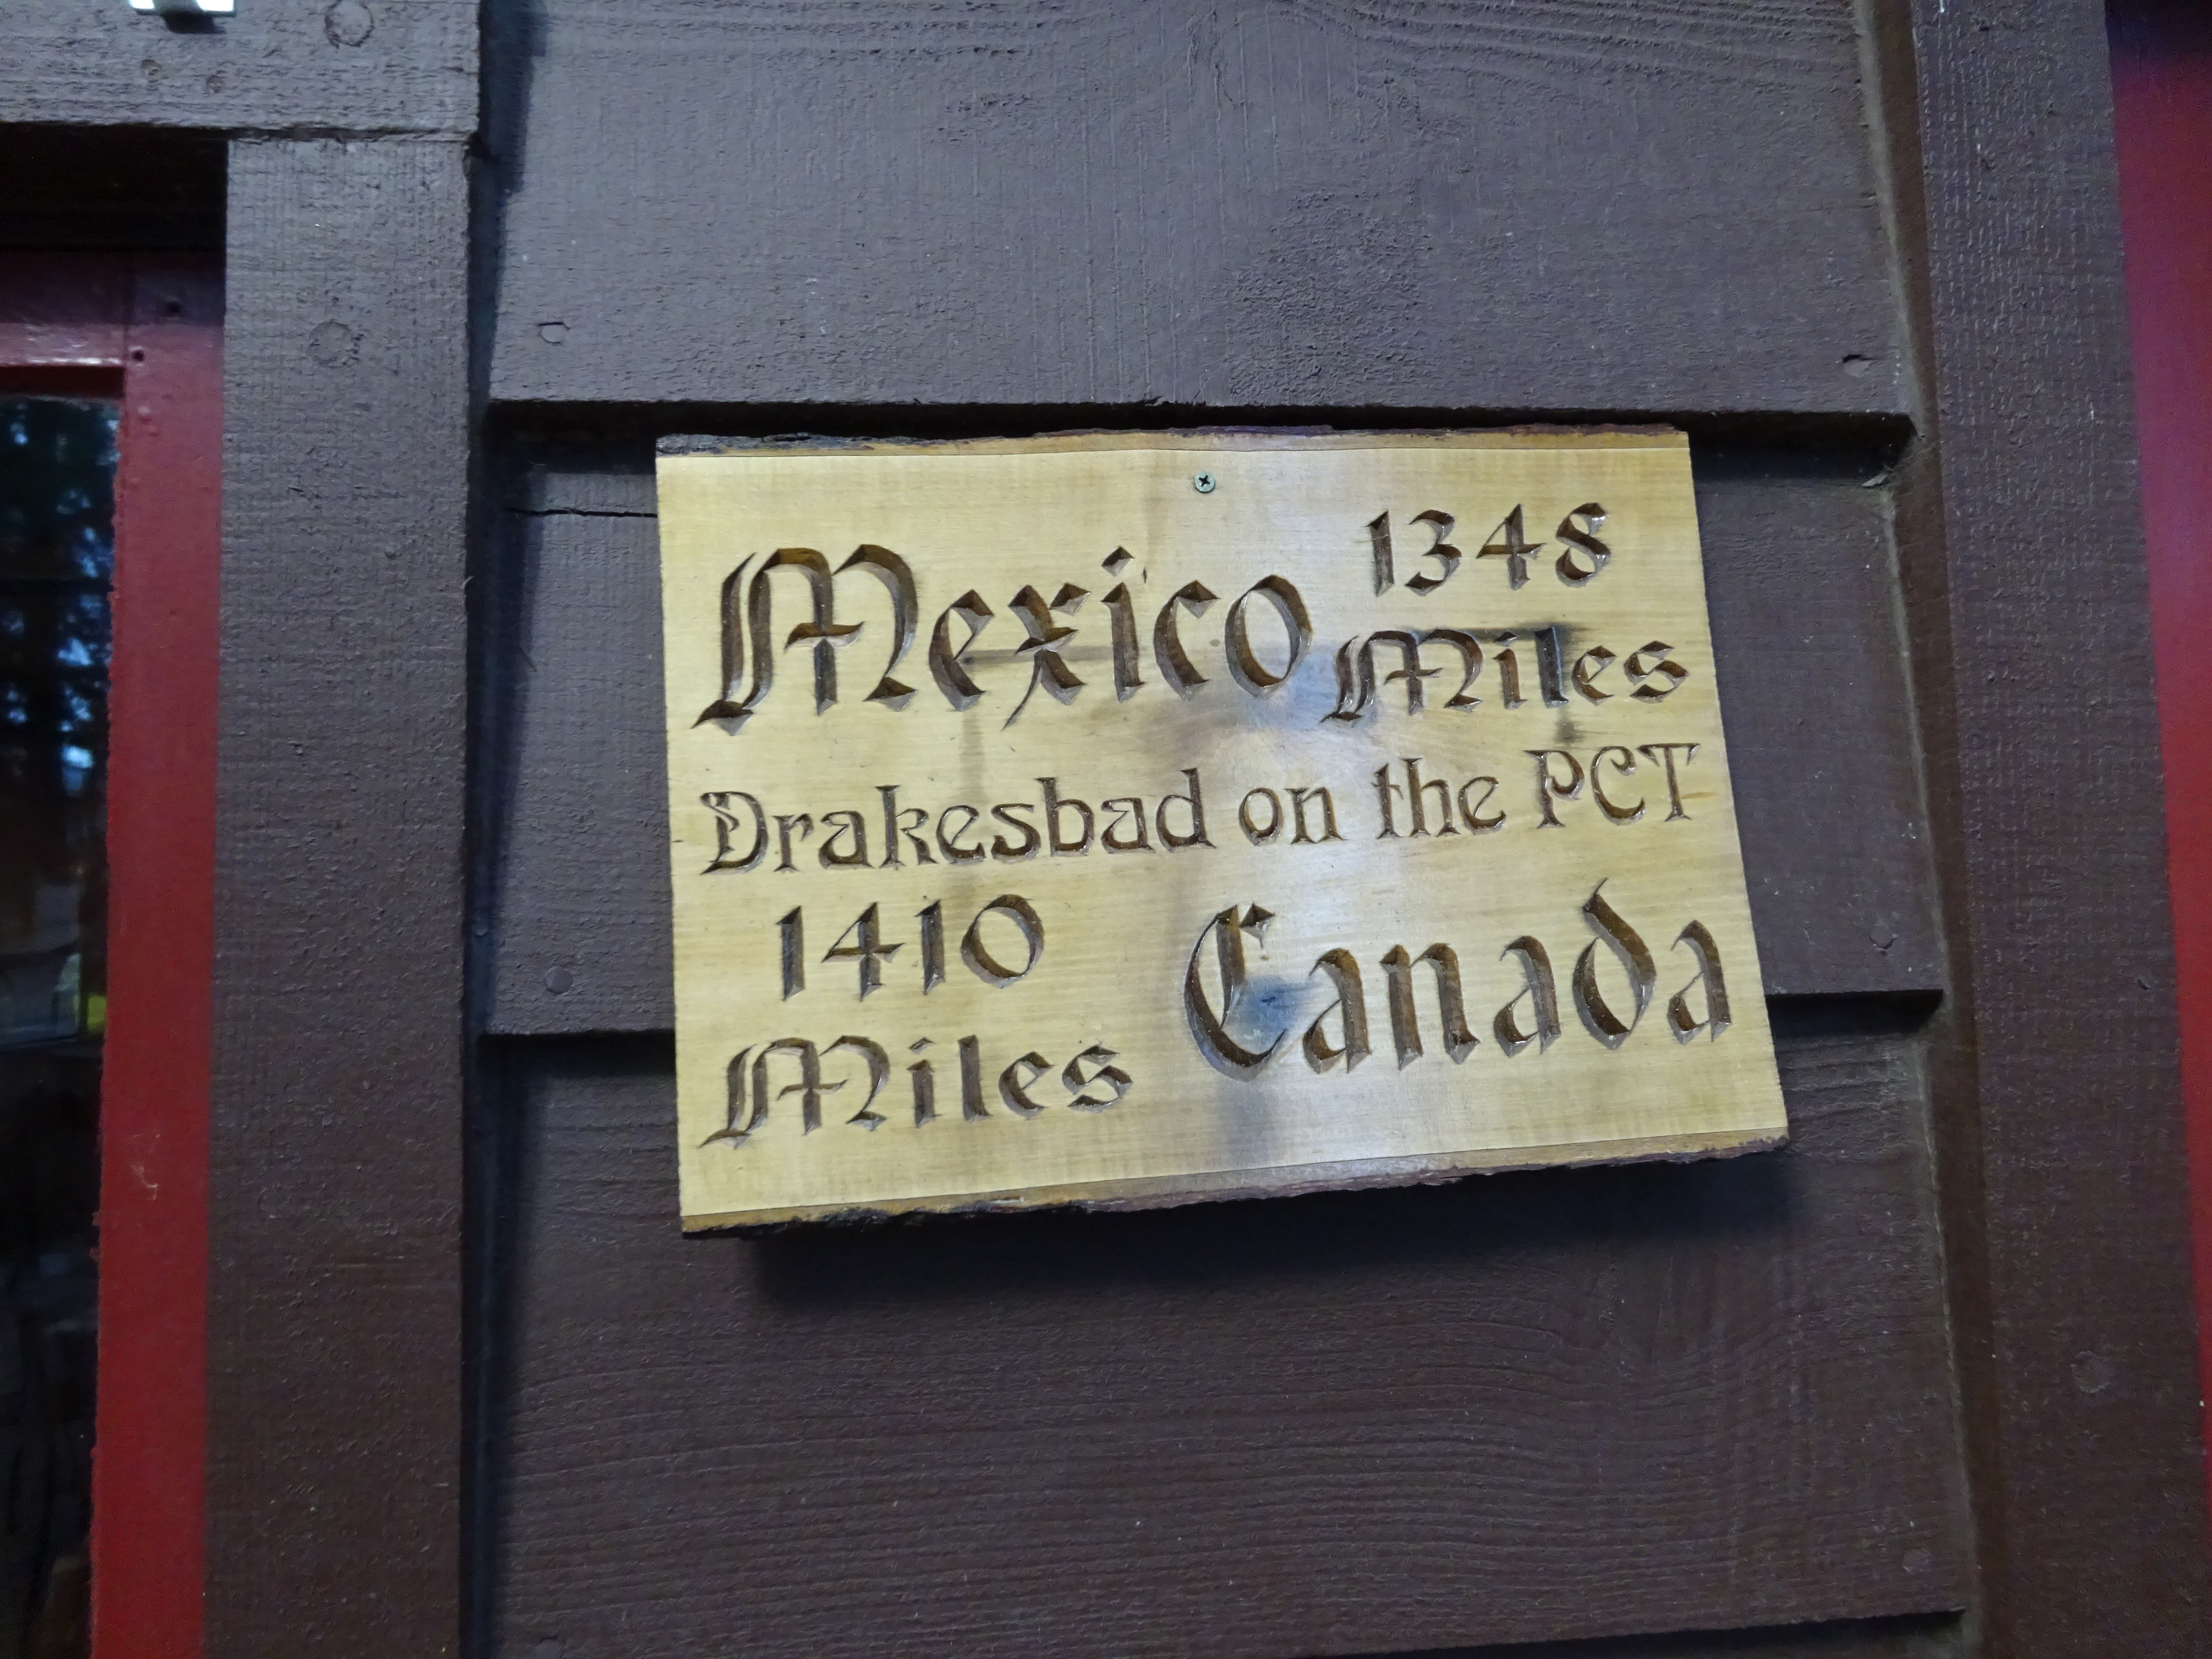 Mexico 1348
Miles
Drakesbad on the PCT
1410
Miles Canada